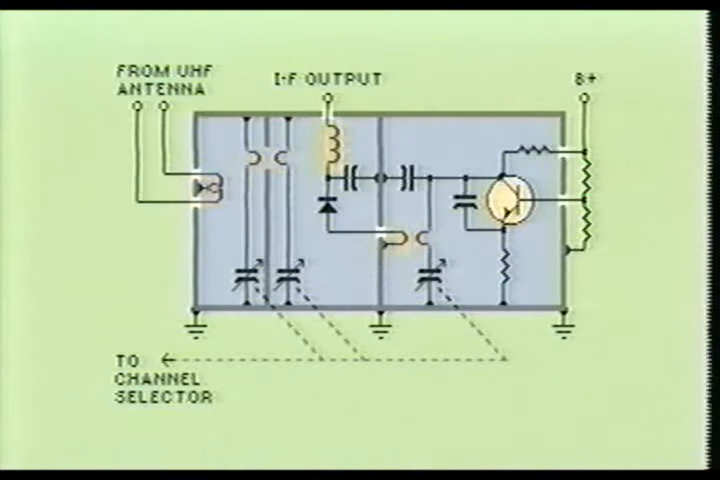 FROM UHF
ANTENNA
I-F OUTPUT
B+
TO
CHANNEL
SELECTOR